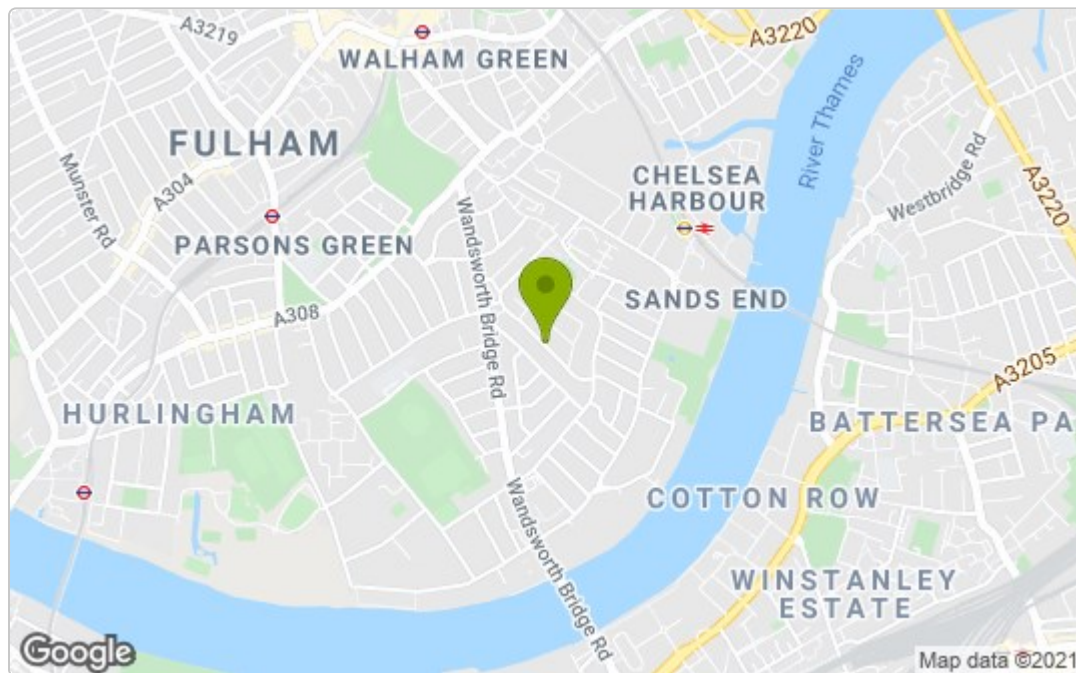 A3219
WALHAM GREEN
A3220
FULHAM
River Thames
CHELSEA
HARBOUR
Westbridge Rd
A3220
Munster Rd
A304
Wandsworth Bridge Rd
PARSONS GREEN
SANDS END
A308
A3205
HURLINGHAM
BATTERSEA PA
Wandsworth Bridge Rd
COTTON ROW
WINSTANLEY
ESTATE
Google
Map data ©2021